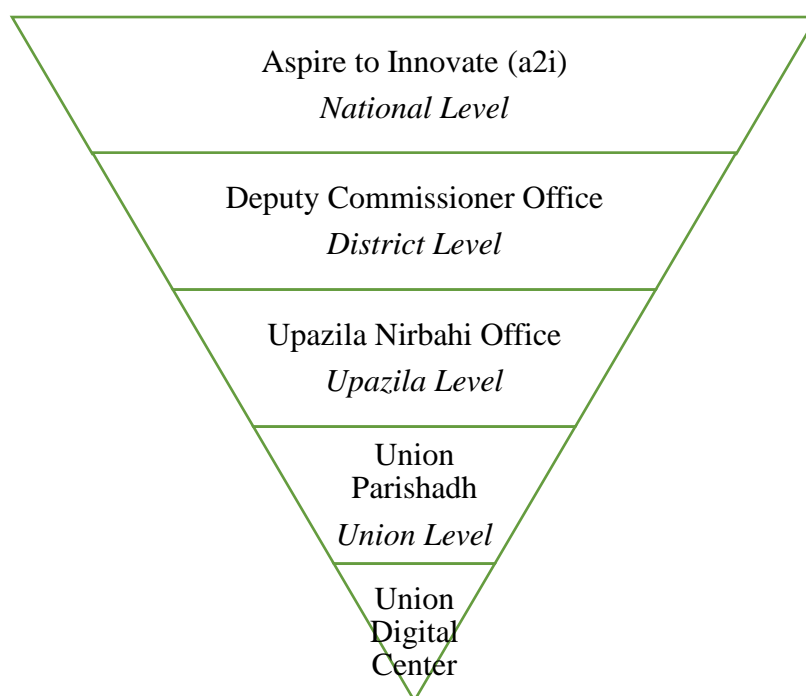 Aspire to Innovate (a2i)
National Level
Deputy Commissioner Office
District Level
Upazila Nirbahi Office
Upazila Level
Union
Parishadh
Union Level
Union
Digital
Center